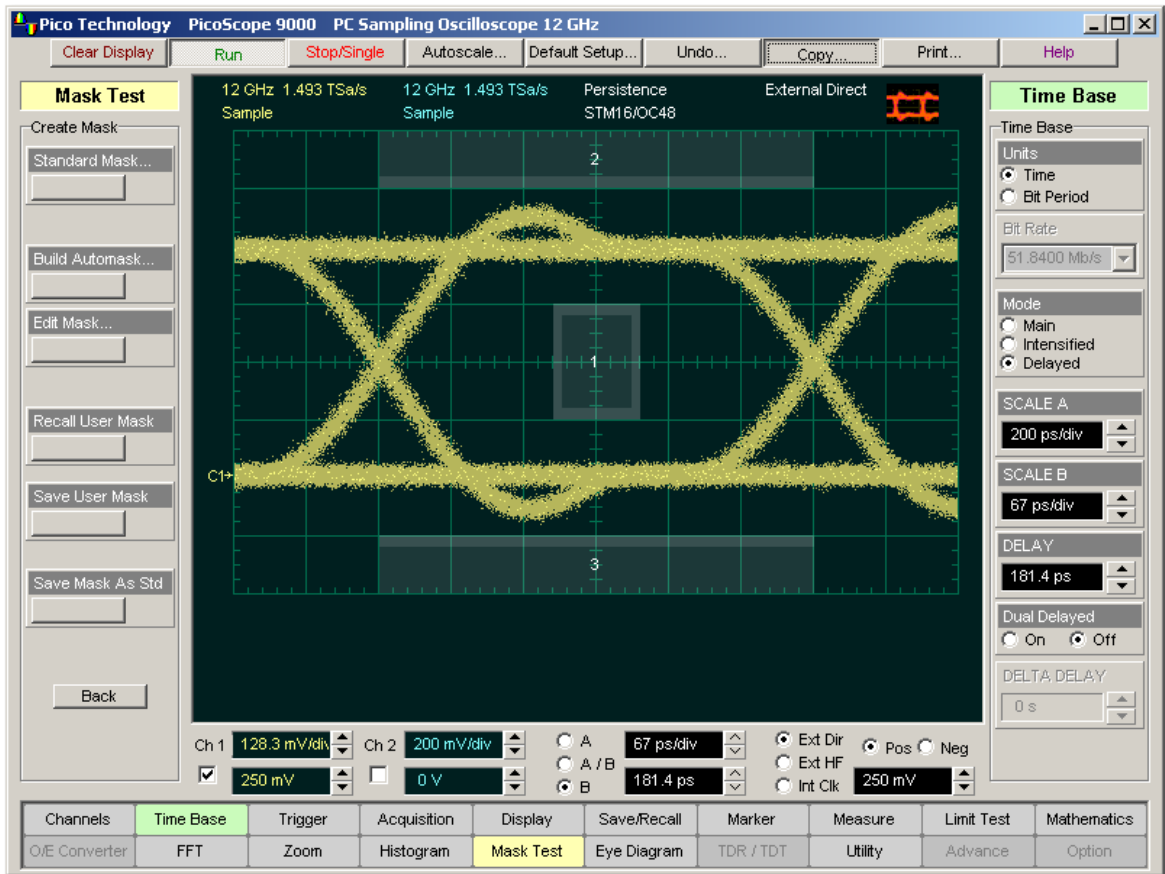 Pico Technology PicoScope 9000 PC Sampling Oscilloscope 12 GHz
Clear Display Run Stop/Single Autoscale... Default Setup... Undo... Copy... Print... Help
Mask Test
Create Mask
Standard Mask...
Build Automask...
Edit Mask...
Recall User Mask
Save User Mask
Save Mask As Std
Back
12 GHz 1.493 TSa/s 12 GHz 1.493 TSa/s Persistence External Direct
Sample Sample STM16/OC48
2
1
C1
3
Time Base
Time Base
Units
Time
Bit Period
Bit Rate
51.8400 Mb/s
Mode
Main
Intensified
Delayed
SCALE A
200 ps/div
SCALE B
67 ps/div
DELAY
181.4 ps
Dual Delayed
On Off
DELTA DELAY
0 s
Ch 1 128.3 mV/div Ch 2 200 mV/div A 67 ps/div Ext Dir Pos Neg
A / B Ext HF
250 mV 0 V B 181.4 ps Int Clk 250 mV
Channels Time Base Trigger Acquisition Display Save/Recall Marker Measure Limit Test Mathematics
O/E Converter FFT Zoom Histogram Mask Test Eye Diagram TDR / TDT Utility Advance Option